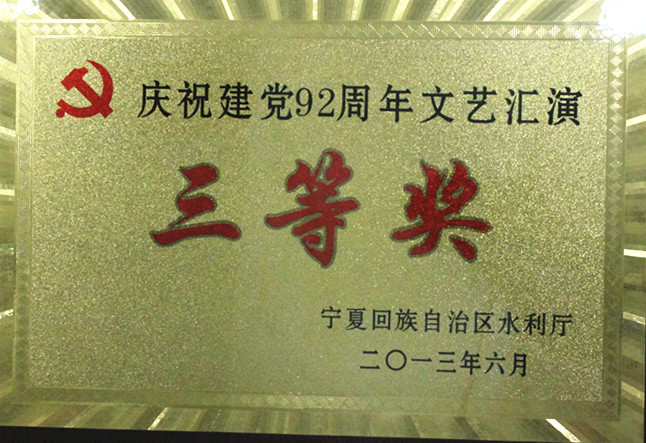 庆祝建党92周年文艺汇演
三等奖
宁夏回族自治区水利厅
二〇一三年六月